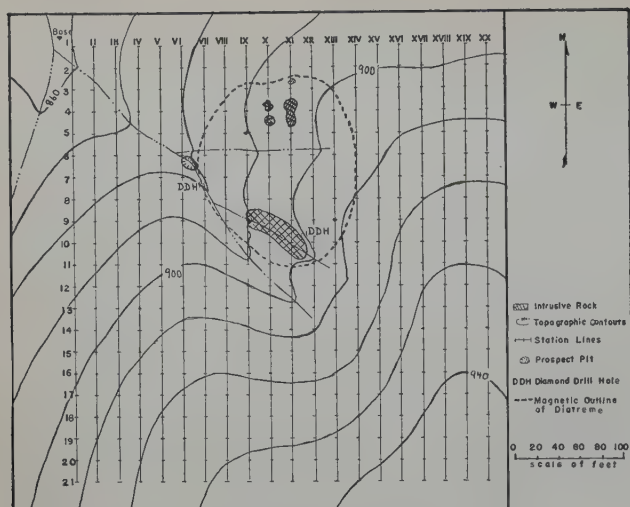 Base
I II III IV V VI VII VIII IX X XI XII XIII XIV XV XVI XVII XVIII XIX XX
1
2
900
3
860
4
5
6
DDH
7
8
9
DDH
10
11
900
12
13
14
15
16
940
17
18
19
20
21
N
W E
Intrusive Rock
Topographic Contours
Station Lines
Prospect Pit
DDH Diamond Drill Hole
Magnetic Outline
of Diatreme
0 20 40 60 80 100
scale of feet